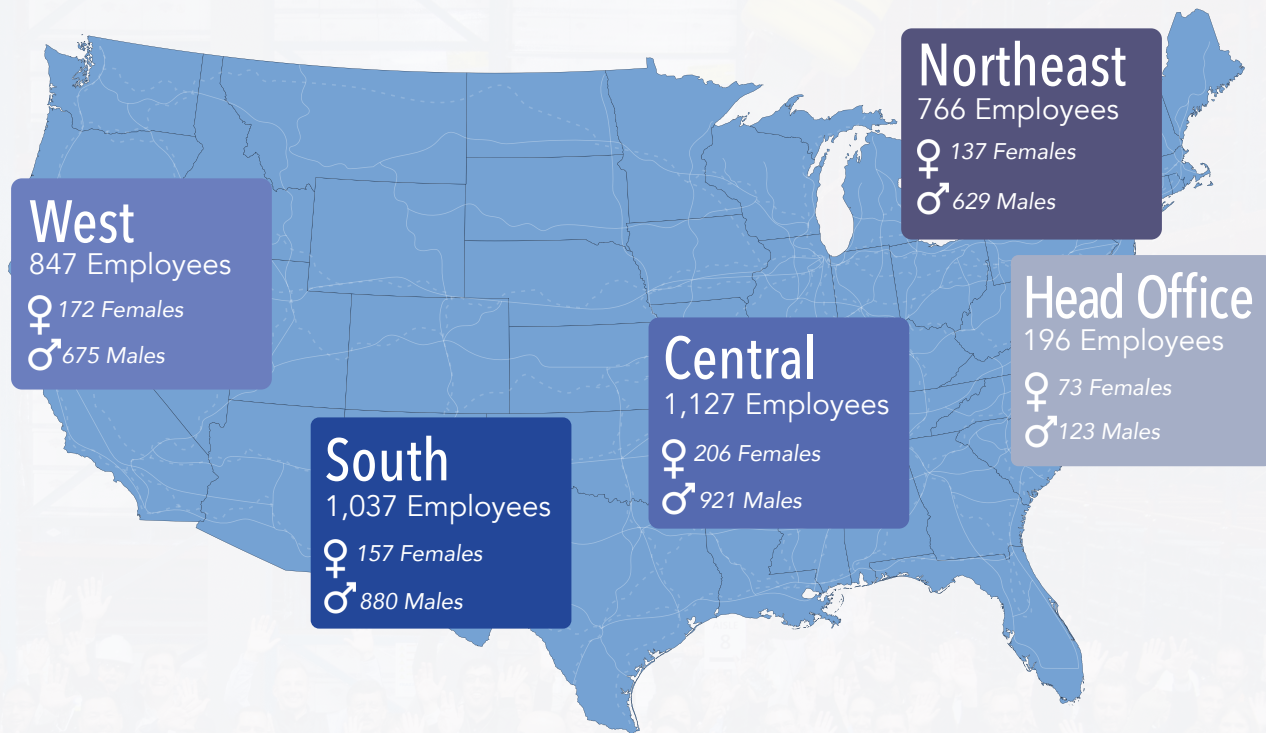 Northeast
766 Employees
♀ 137 Females
♂ 629 Males
West
847 Employees
♀ 172 Females
♂ 675 Males
Head Office
196 Employees
♀ 73 Females
♂ 123 Males
Central
1,127 Employees
♀ 206 Females
♂ 921 Males
South
1,037 Employees
♀ 157 Females
♂ 880 Males
8